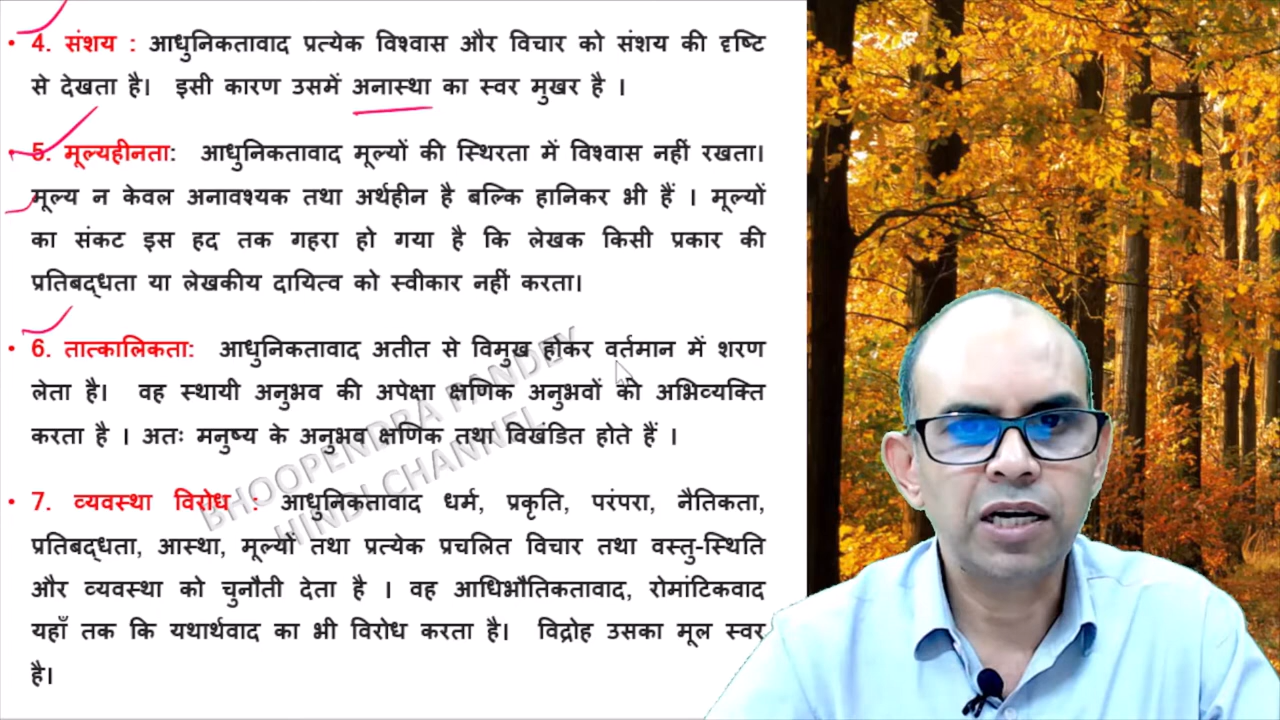 • 4. संशय : आधुनिकतावाद प्रत्येक विश्वास और विचार को संशय की दृष्टि
से देखता है। इसी कारण उसमें अनास्था का स्वर मुखर है ।
• 5. मूल्यहीनता: आधुनिकतावाद मूल्यों की स्थिरता में विश्वास नहीं रखता।
मूल्य न केवल अनावश्यक तथा अर्थहीन है बल्कि हानिकर भी हैं । मूल्यों
का संकट इस हद तक गहरा हो गया है कि लेखक किसी प्रकार की
प्रतिबद्धता या लेखकीय दायित्व को स्वीकार नहीं करता।
• 6. तात्कालिकता: आधुनिकतावाद अतीत से विमुख होकर वर्तमान में शरण
लेता है। वह स्थायी अनुभव की अपेक्षा क्षणिक अनुभवों को अभिव्यक्ति
करता है । अतः मनुष्य के अनुभव क्षणिक तथा विखंडित होते हैं ।
• 7. व्यवस्था विरोध : आधुनिकतावाद धर्म, प्रकृति, परंपरा, नैतिकता,
प्रतिबद्धता, आस्था, मूल्यों तथा प्रत्येक प्रचलित विचार तथा वस्तु-स्थिति
और व्यवस्था को चुनौती देता है । वह आधिभौतिकतावाद, रोमांटिकवाद
यहाँ तक कि यथार्थवाद का भी विरोध करता है। विद्रोह उसका मूल स्वर
है।
BHOOPENDRA PANDEY
HINDI CHANNEL